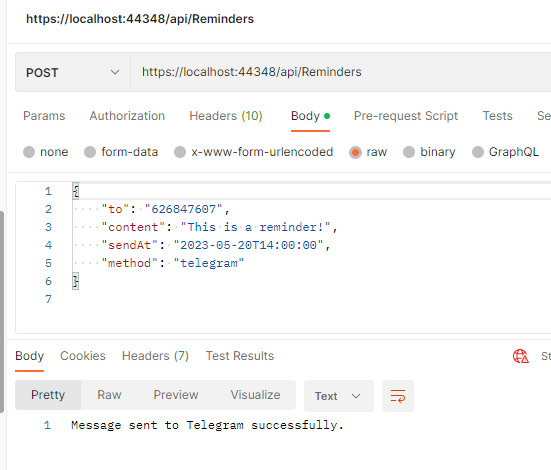 https://localhost:44348/api/Reminders
POST https://localhost:44348/api/Reminders
Params Authorization Headers (10) Body Pre-request Script Tests Se
none form-data x-www-form-urlencoded raw binary GraphQL
1 {
2 "to": "626847607",
3 "content": "This is a reminder!",
4 "sendAt": "2023-05-20T14:00:00",
5 "method": "telegram"
6 }
7
Body Cookies Headers (7) Test Results St
Pretty Raw Preview Visualize Text
1 Message sent to Telegram successfully.